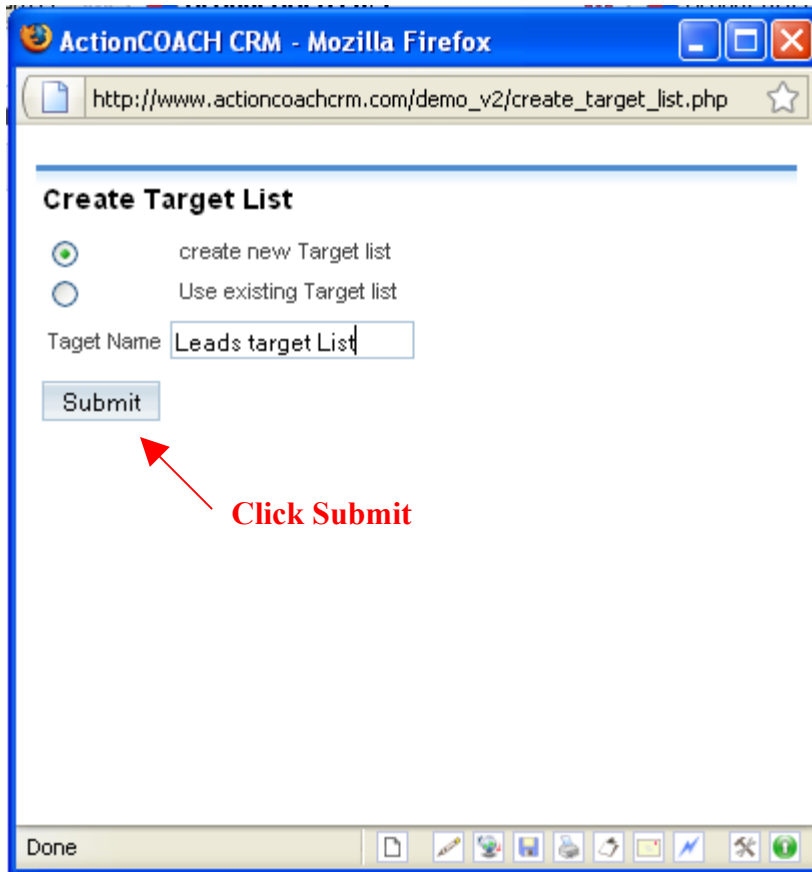 ActionCOACH CRM - Mozilla Firefox
http://www.actioncoachcrm.com/demo_v2/create_target_list.php
Create Target List
create new Target list
Use existing Target list
Taget Name Leads target List
Submit
Click Submit
Done